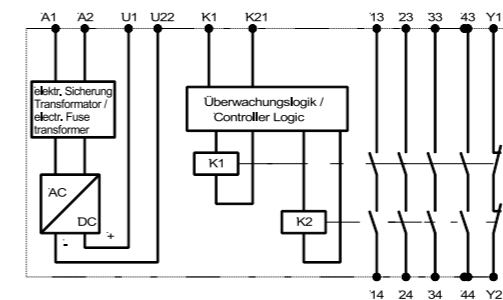 A1 A2 U1 U22 K1 K21 13 23 33 43 Y1
elektr. Sicherung
Transformator /
electr. Fuse
transformer
Überwachungslogik /
Controller Logic
K1
AC
DC
K2
- +
14 24 34 44 Y2